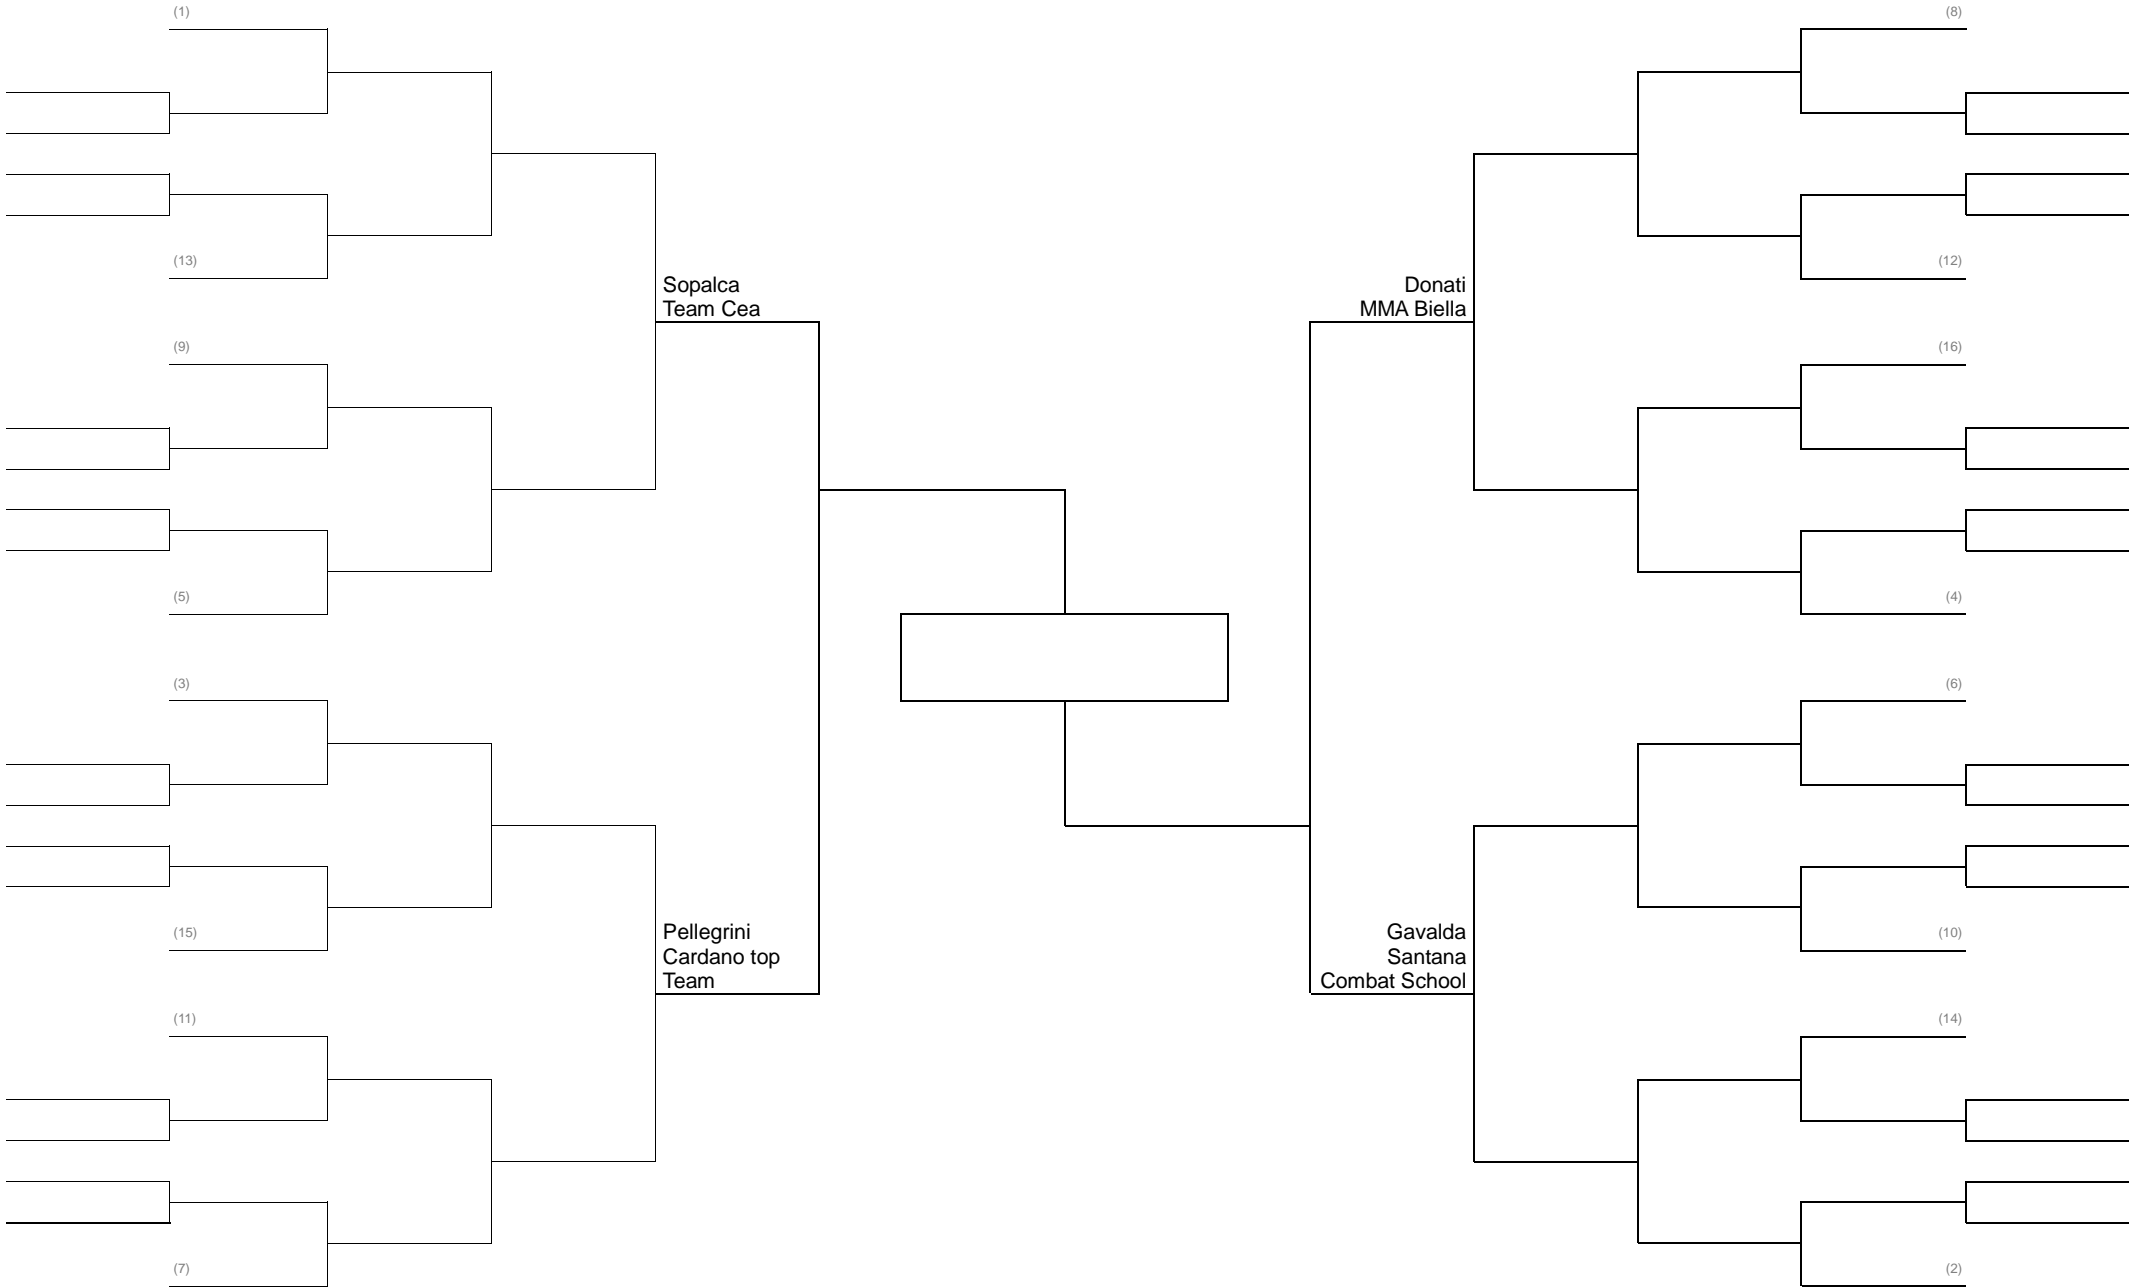 (1)
(8)
(13)
(12)
Sopalca
Team Cea
Donati
MMA Biella
(9)
(16)
(5)
(4)
(3)
(6)
(15)
(10)
Pellegrini
Cardano top
Team
Gavalda
Santana
Combat School
(11)
(14)
(7)
(2)